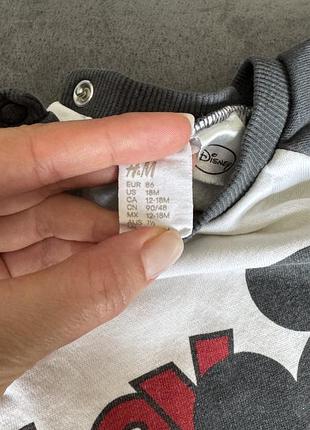 H&M
EUR 86
US 18M
CA 12-18M
CN 90/48
MX 12-18M
AUS 1½
Disney